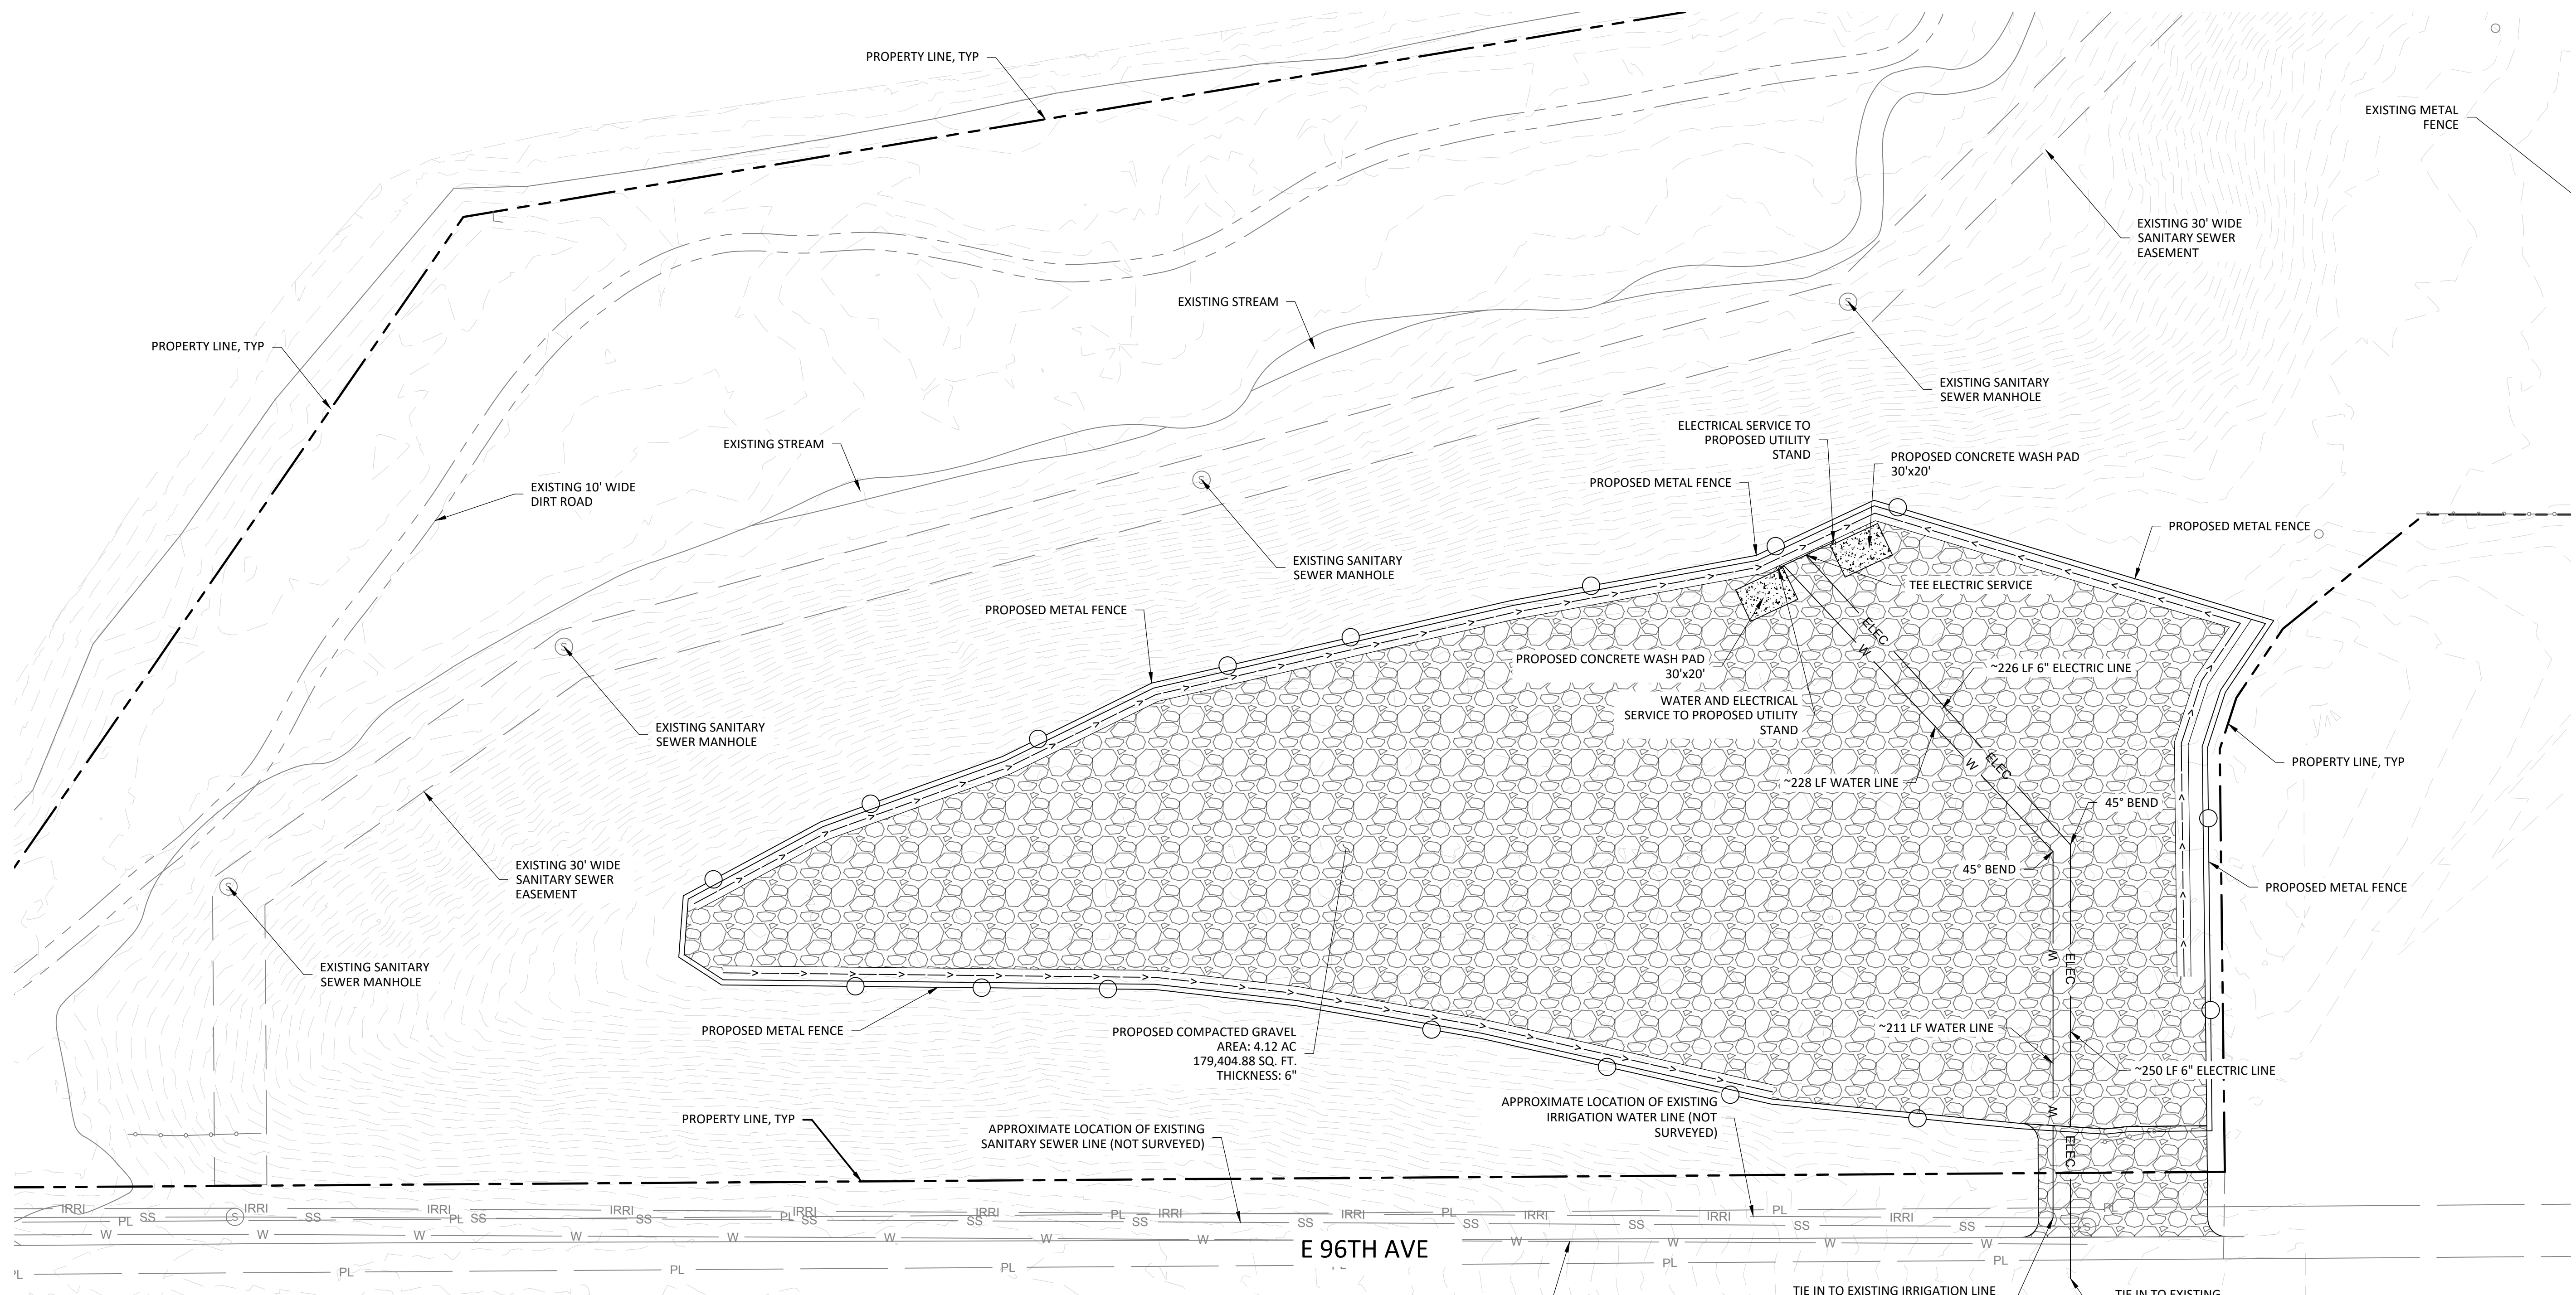 PROPERTY LINE, TYP
EXISTING METAL
FENCE
EXISTING 30' WIDE
SANITARY SEWER
EASEMENT
EXISTING STREAM
PROPERTY LINE, TYP
EXISTING SANITARY
SEWER MANHOLE
S
EXISTING STREAM
ELECTRICAL SERVICE TO
PROPOSED UTILITY
STAND
PROPOSED CONCRETE WASH PAD
30'x20'
PROPOSED METAL FENCE
EXISTING 10' WIDE
DIRT ROAD
S
PROPOSED METAL FENCE
EXISTING SANITARY
SEWER MANHOLE
TEE ELECTRIC SERVICE
PROPOSED METAL FENCE
S
ELEC
W
PROPOSED CONCRETE WASH PAD
30'x20'
~226 LF 6" ELECTRIC LINE
WATER AND ELECTRICAL
SERVICE TO PROPOSED UTILITY
STAND
EXISTING SANITARY
SEWER MANHOLE
ELEC
W
PROPERTY LINE, TYP
~228 LF WATER LINE
45° BEND
45° BEND
EXISTING 30' WIDE
SANITARY SEWER
EASEMENT
S
PROPOSED METAL FENCE
EXISTING SANITARY
SEWER MANHOLE
W
ELEC
PROPOSED METAL FENCE
PROPOSED COMPACTED GRAVEL
AREA: 4.12 AC
179,404.88 SQ. FT.
THICKNESS: 6"
~211 LF WATER LINE
~250 LF 6" ELECTRIC LINE
APPROXIMATE LOCATION OF EXISTING
IRRIGATION WATER LINE (NOT
SURVEYED)
W
PROPERTY LINE, TYP
APPROXIMATE LOCATION OF EXISTING
SANITARY SEWER LINE (NOT SURVEYED)
ELEC
IRRI IRRI IRRI IRRI IRRI IRRI IRRI IRRI IRRI IRRI IRRI
PL PL PL PL PL PL PL
SS S SS SS SS SS SS SS SS SS SS SS SS S
W W W W W W W W W W W W
E 96TH AVE
PL PL PL PL PL PL
TIE IN TO EXISTING IRRIGATION LINE
TIE IN TO EXISTING